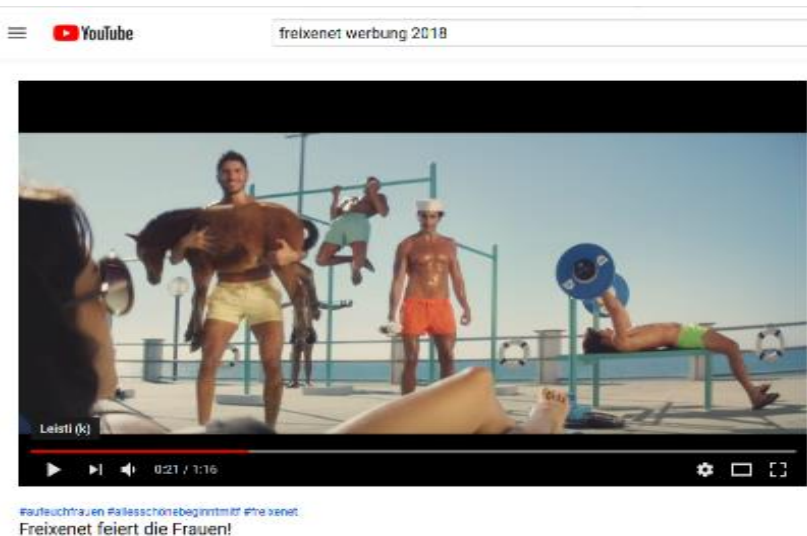 YouTube
freixenet werbung 2018
Leisti (k)
0:21 / 1:16
#aufeuchfrauen #allesschönebeginntmitf #freixenet
Freixenet feiert die Frauen!